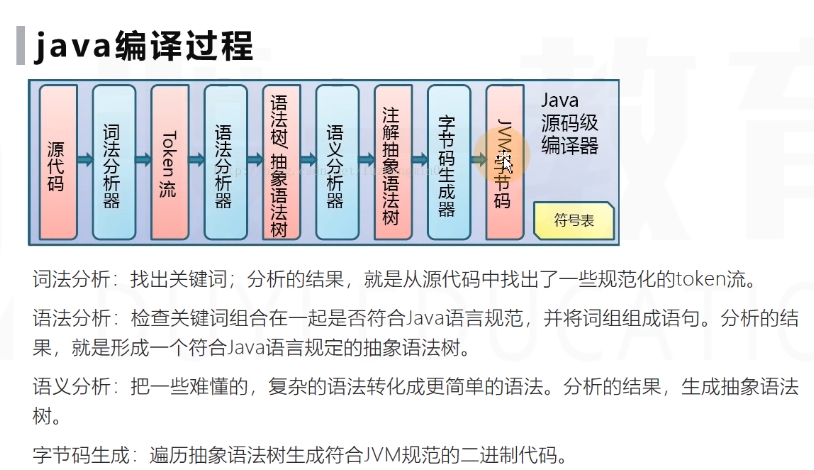 java编译过程
源代码
词法分析器
Token 流
语法分析器
语法树/ 抽象语法树
语义分析器
注解抽象语法树
字节码生成器
JVM字节码
Java
源码级
编译器
符号表
词法分析：找出关键词；分析的结果，就是从源代码中找出了一些规范化的token流。
语法分析：检查关键词组合在一起是否符合Java语言规范，并将词组组成语句。分析的结
果，就是形成一个符合Java语言规定的抽象语法树。
语义分析：把一些难懂的，复杂的语法转化成更简单的语法。分析的结果，生成抽象语法
树。
字节码生成：遍历抽象语法树生成符合JVM规范的二进制代码。